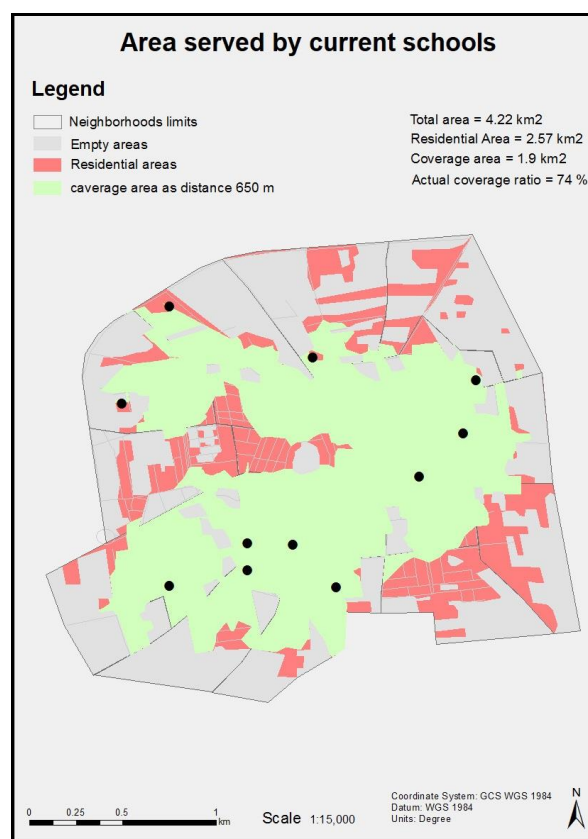 Area served by current schools
Legend
Neighborhoods limits
Empty areas
Residential areas
caverage area as distance 650 m
Total area = 4.22 km2
Residential Area = 2.57 km2
Coverage area = 1.9 km2
Actual coverage ratio = 74 %
0 0.25 0.5 1
km
Scale 1:15,000
Coordinate System: GCS WGS 1984
Datum: WGS 1984
Units: Degree
N